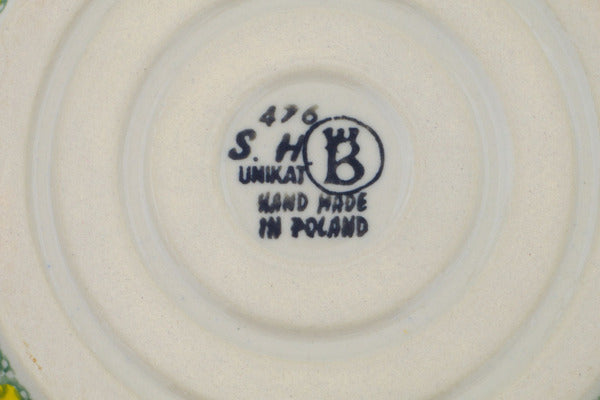 476
S. H B
UNIKAT
HAND MADE
IN POLAND